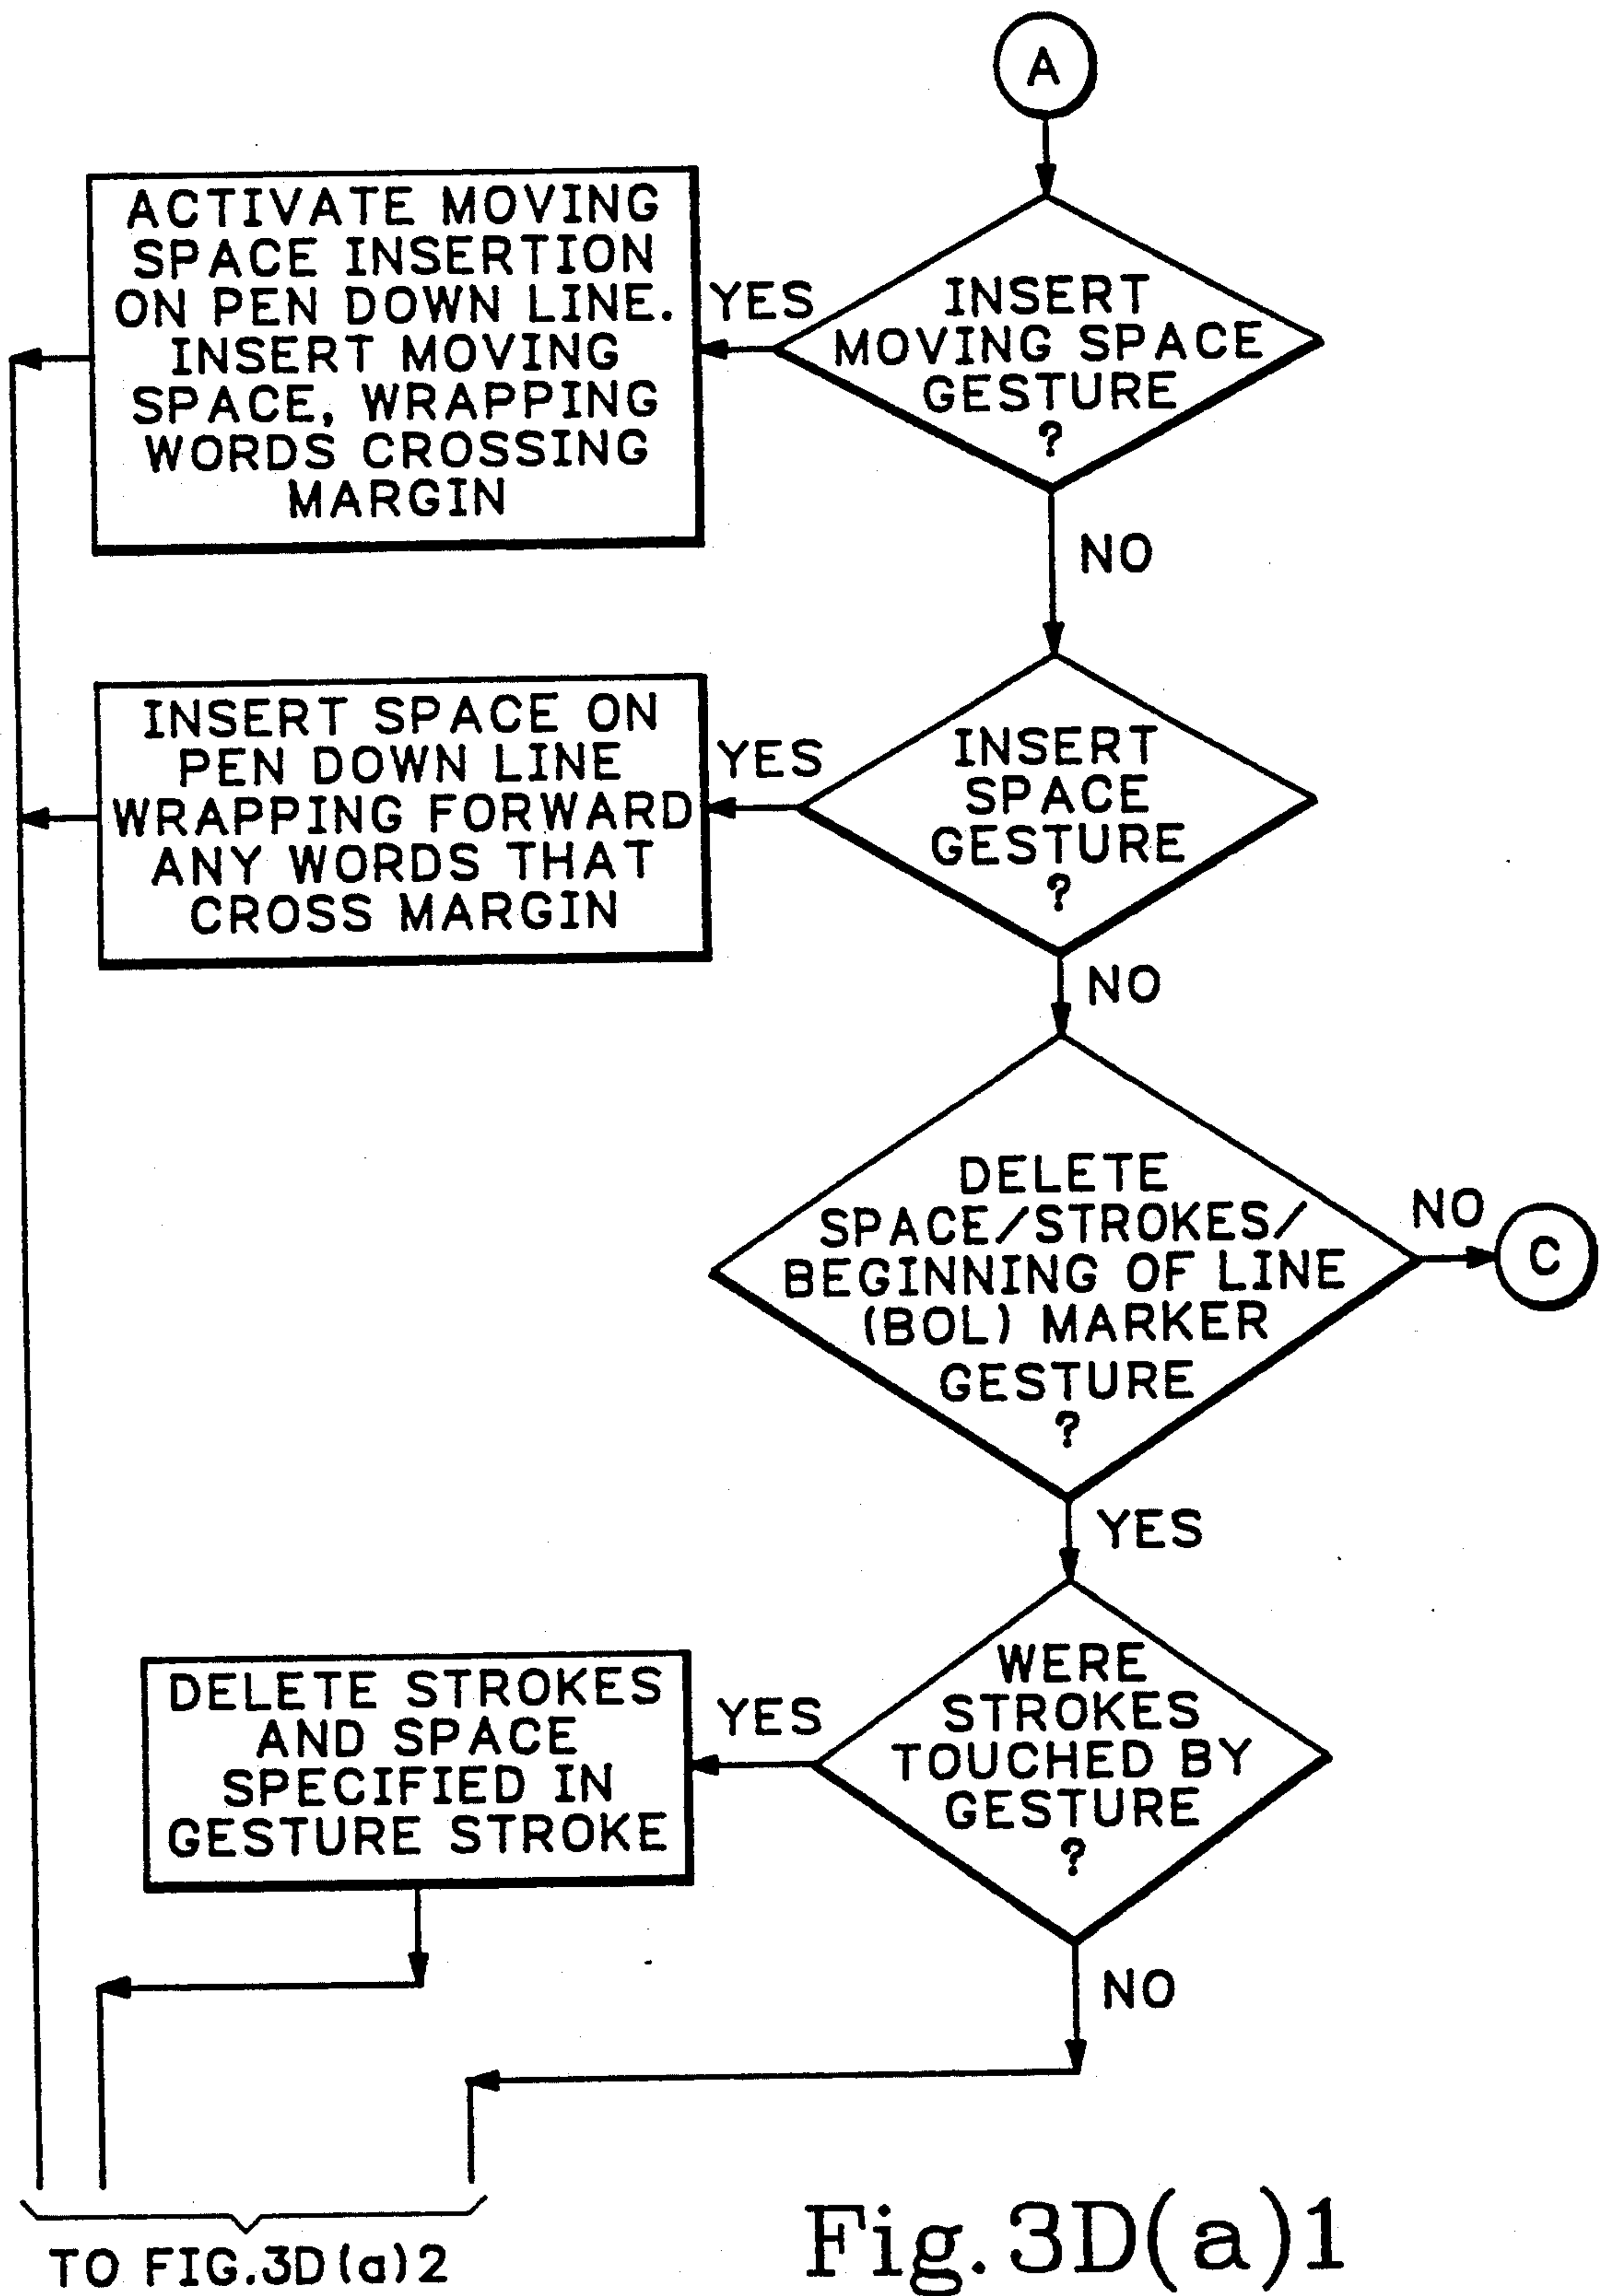 A
ACTIVATE MOVING
SPACE INSERTION
ON PEN DOWN LINE.
INSERT MOVING
SPACE, WRAPPING
WORDS CROSSING
MARGIN
YES
INSERT
MOVING SPACE
GESTURE
?
NO
INSERT SPACE ON
PEN DOWN LINE
WRAPPING FORWARD
ANY WORDS THAT
CROSS MARGIN
YES
INSERT
SPACE
GESTURE
?
NO
DELETE
SPACE/STROKES/
BEGINNING OF LINE
(BOL) MARKER
GESTURE
?
NO
C
YES
DELETE STROKES
AND SPACE
SPECIFIED IN
GESTURE STROKE
YES
WERE
STROKES
TOUCHED BY
GESTURE
?
NO
TO FIG.3D(a)2
Fig.3D(a)1